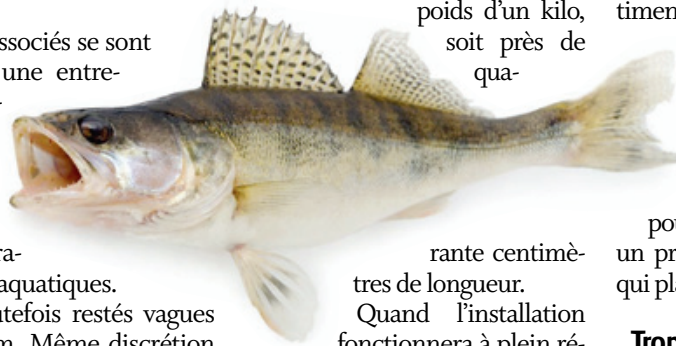 ssociés se sont
une entre-
-
ra-
aquatiques.
utefois restés vagues
m. Même discrétion
poids d'un kilo,
soit près de
qua-
rante centimè-
tres de longueur.
Quand l'installation
fonctionnera à plein ré-
timen
pou
un pr
qui pla
Trop